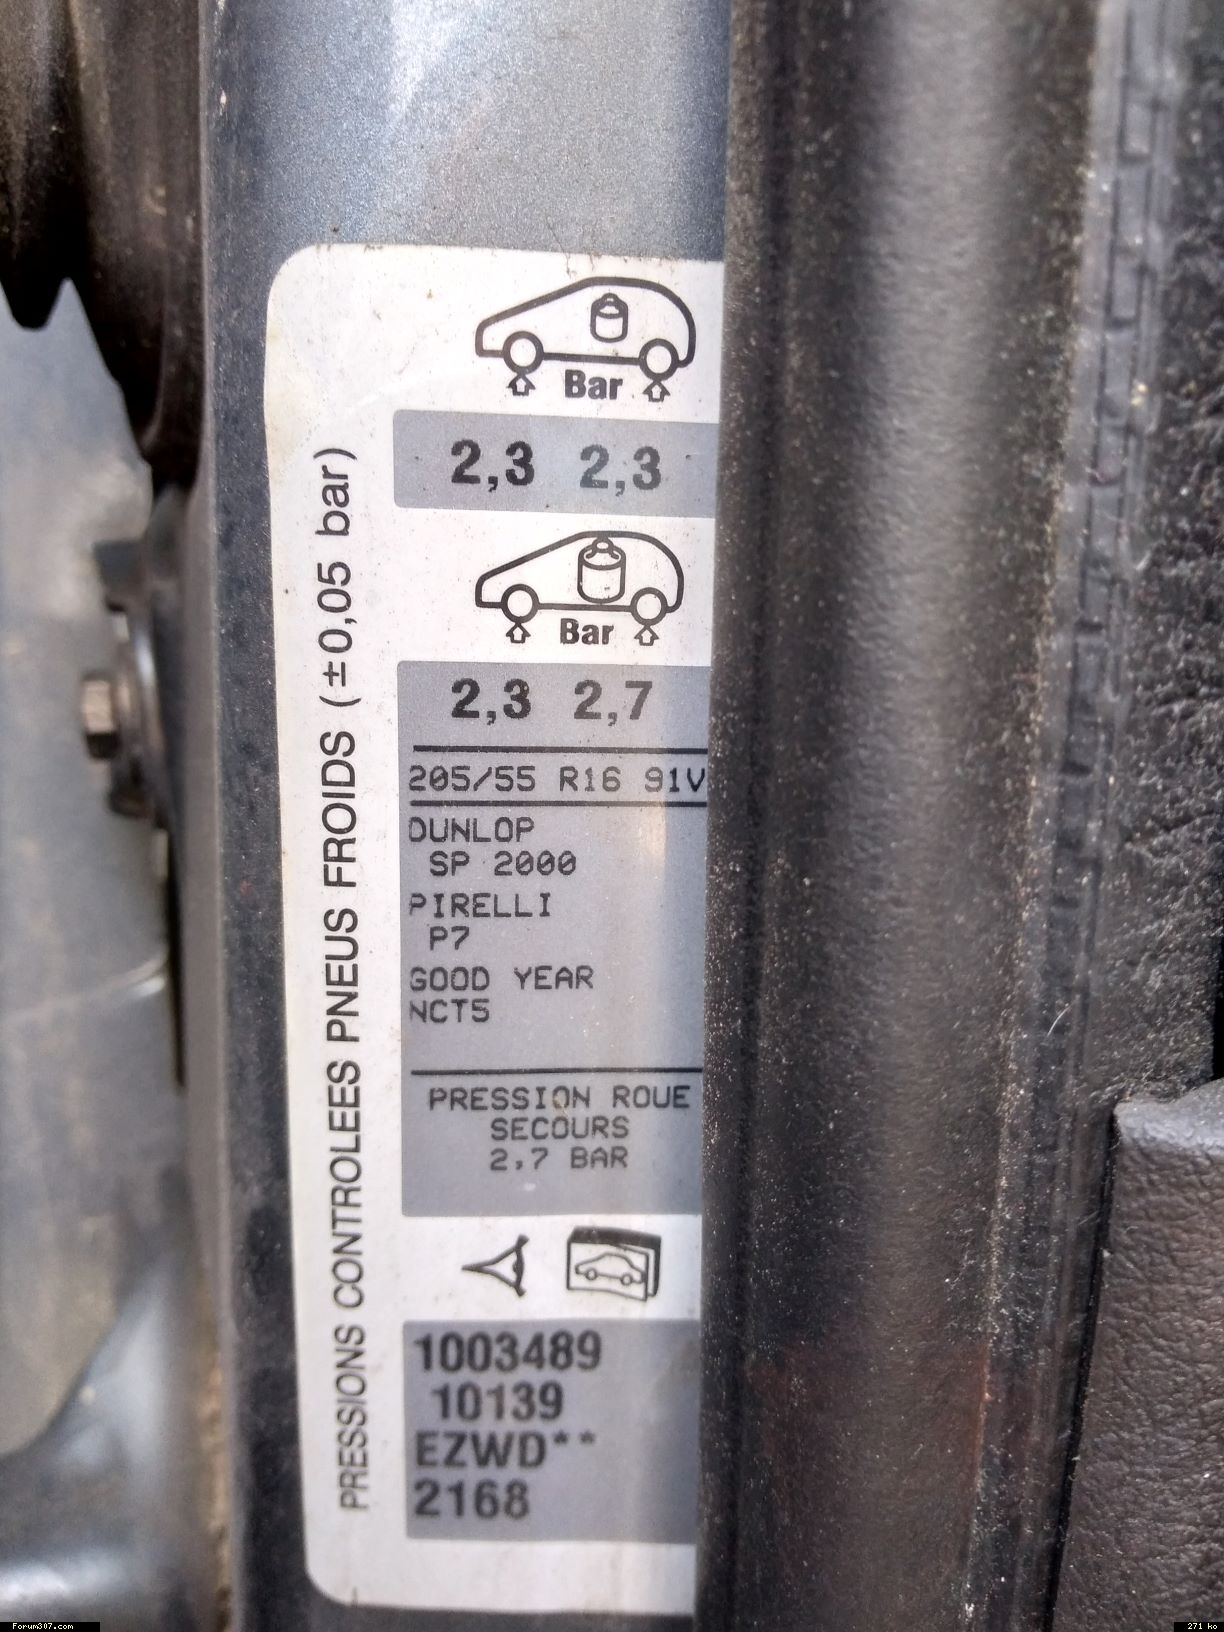 Bar
2,3 2,3
Bar
2,3 2,7
205/55 R16 91V
DUNLOP
SP 2000
PIRELLI
P7
GOOD YEAR
NCT5
PRESSION ROUE
SECOURS
2,7 BAR
1003489
10139
EZWD**
2168
PRESSIONS CONTROLEES PNEUS FROIDS (±0,05 bar)
Forum307.com
271 ko